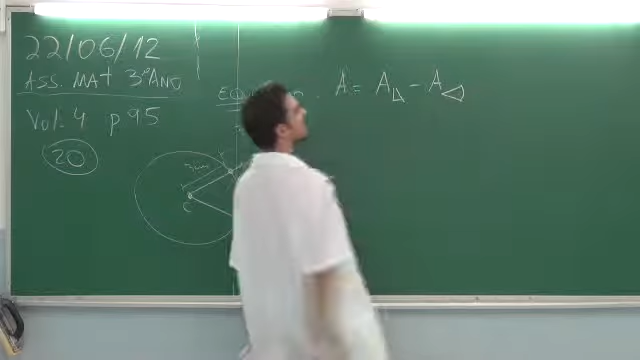 22/06/12
ASS. MAT 3ºANO
Vol. 4 p 95
20
A = A△ - A
C